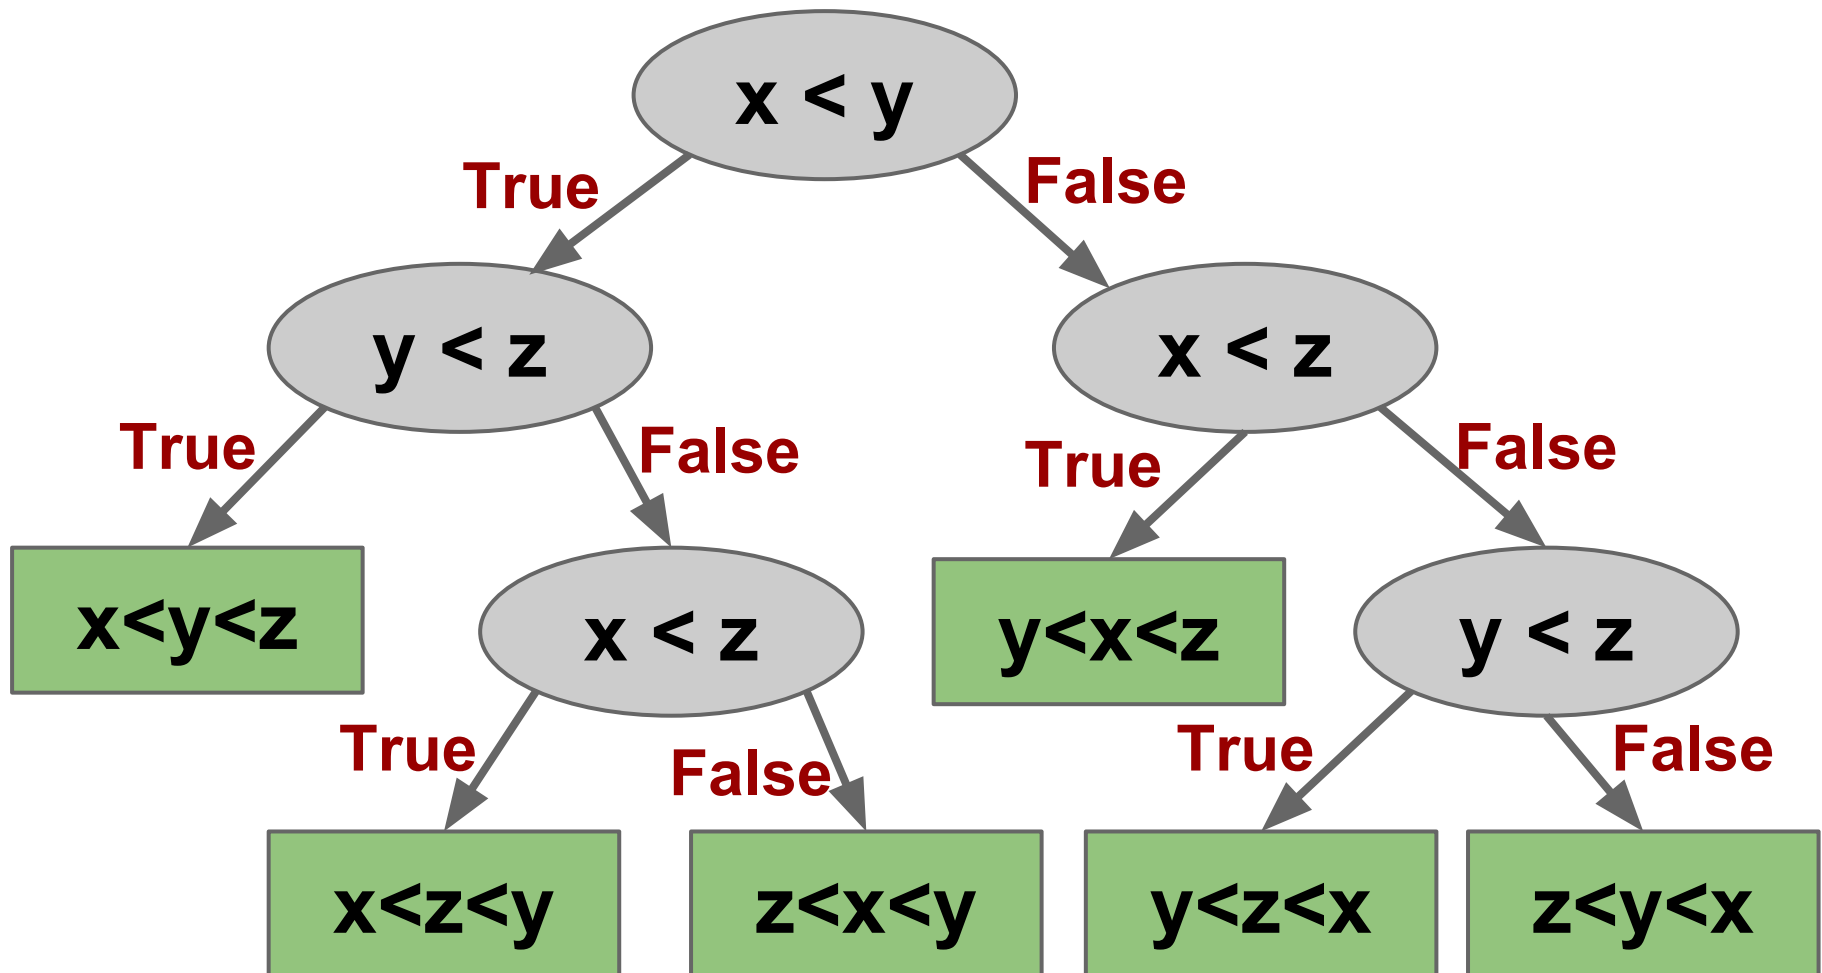 x < y
True
False
y < z
x < z
True
False
True
False
x<y<z
x < z
y<x<z
y < z
True
False
True
False
x<z<y
z<x<y
y<z<x
z<y<x